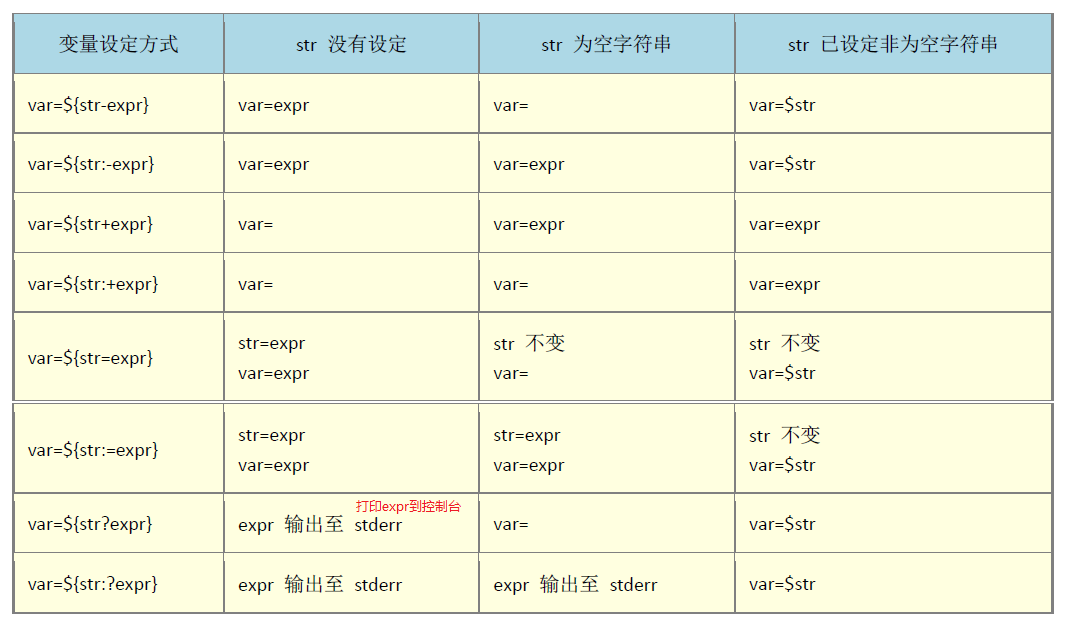 变量设定方式 str 没有设定 str 为空字符串 str 已设定非为空字符串
var=${str-expr} var=expr var= var=$str
var=${str:-expr} var=expr var=expr var=$str
var=${str+expr} var= var=expr var=expr
var=${str:+expr} var= var= var=expr
var=${str=expr}
str=expr str 不变 str 不变
var=expr var= var=$str
var=${str:=expr}
str=expr str=expr str 不变
var=expr var=expr var=$str
打印expr到控制台
var=${str?expr} expr 输出至 stderr var= var=$str
var=${str:?expr} expr 输出至 stderr expr 输出至 stderr var=$str